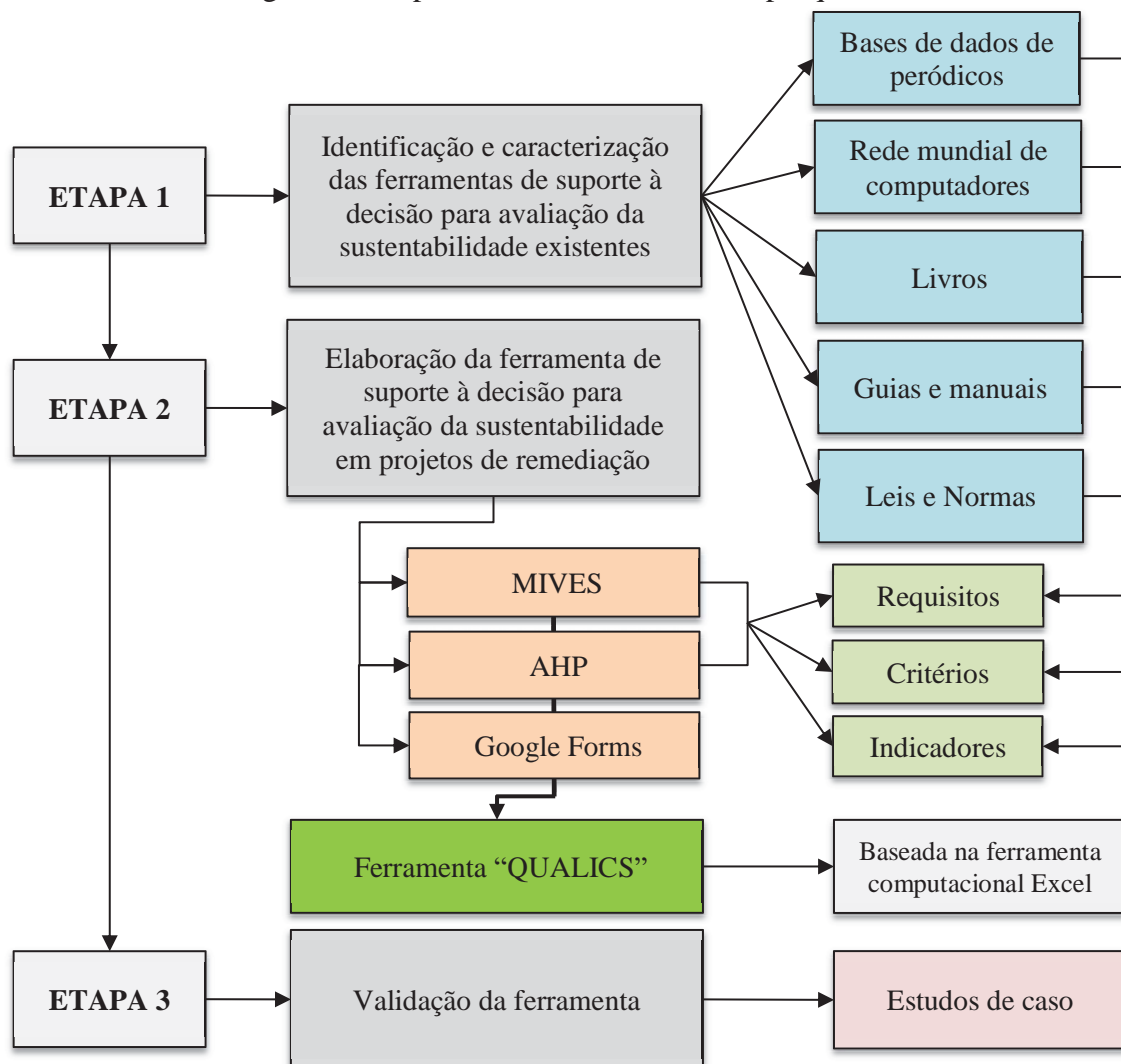 Bases de dados de
peródicos
Identificação e caracterização
das ferramentas de suporte à
decisão para avaliação da
sustentabilidade existentes
Rede mundial de
computadores
ETAPA 1
Livros
Elaboração da ferramenta de
suporte à decisão para
avaliação da sustentabilidade
em projetos de remediação
Guias e manuais
ETAPA 2
Leis e Normas
MIVES
Requisitos
AHP
Critérios
Google Forms
Indicadores
Ferramenta “QUALICS”
Baseada na ferramenta
computacional Excel
ETAPA 3
Validação da ferramenta
Estudos de caso